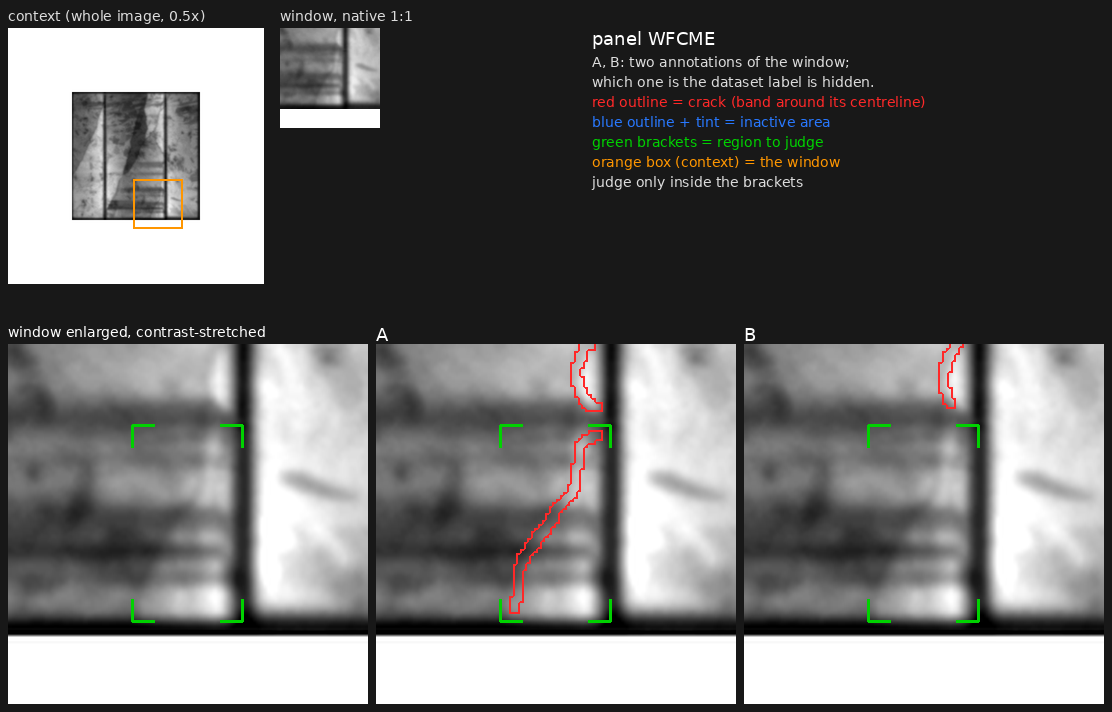 context (whole image, 0.5x)
window, native 1:1
panel WFCME
A, B: two annotations of the window;
which one is the dataset label is hidden.
red outline = crack (band around its centreline)
blue outline + tint = inactive area
green brackets = region to judge
orange box (context) = the window
judge only inside the brackets
window enlarged, contrast-stretched
A
B